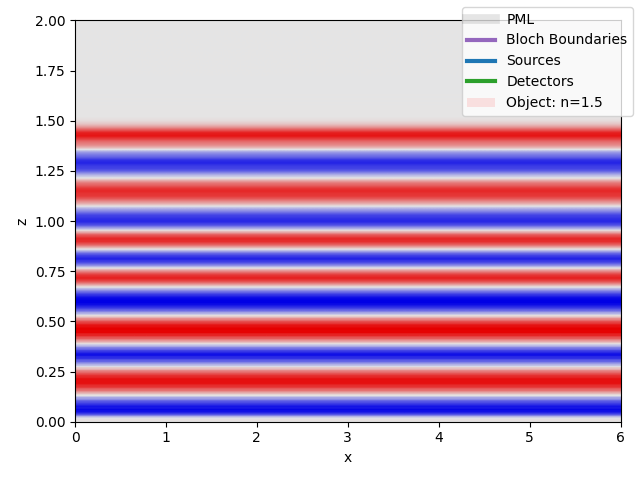 PML
Bloch Boundaries
Sources
Detectors
Object: n=1.5
2.00
1.75
1.50
1.25
1.00
0.75
0.50
0.25
0.00
z
0 1 2 3 4 5 6
x